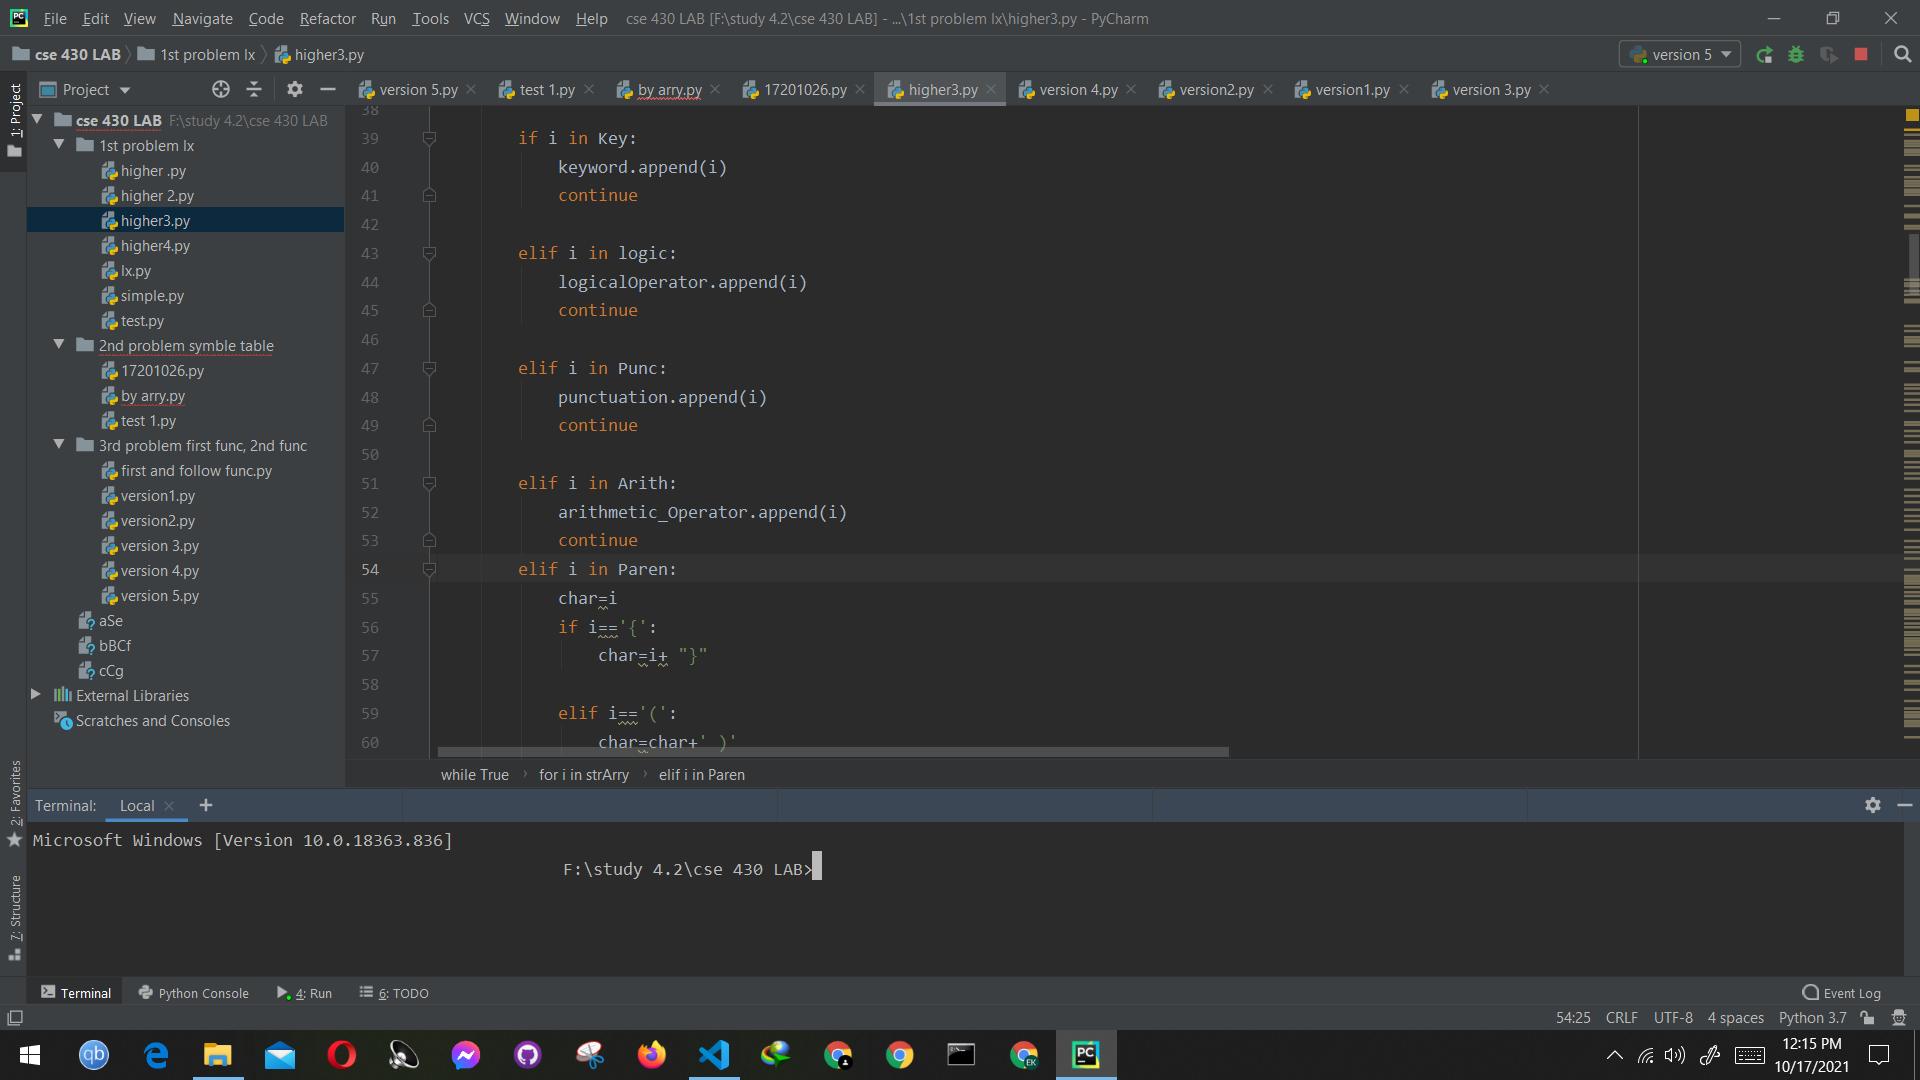 File Edit View Navigate Code Refactor Run Tools VCS Window Help cse 430 LAB [F:\study 4.2\cse 430 LAB] - ...\1st problem lx\higher3.py - PyCharm
cse 430 LAB 1st problem lx higher3.py version 5
Project version 5.py test 1.py by arry.py 17201026.py higher3.py version 4.py version2.py version1.py version 3.py
1: Project
cse 430 LAB F:\study 4.2\cse 430 LAB
1st problem lx
higher .py
higher 2.py
higher3.py
higher4.py
lx.py
simple.py
test.py
2nd problem symble table
17201026.py
by arry.py
test 1.py
3rd problem first func, 2nd func
first and follow func.py
version1.py
version2.py
version 3.py
version 4.py
version 5.py
aSe
bBCf
cCg
External Libraries
Scratches and Consoles
38
39 if i in Key:
40 keyword.append(i)
41 continue
42
43 elif i in logic:
44 logicalOperator.append(i)
45 continue
46
47 elif i in Punc:
48 punctuation.append(i)
49 continue
50
51 elif i in Arith:
52 arithmetic_Operator.append(i)
53 continue
54 elif i in Paren:
55 char=i
56 if i=='{':
57 char=i+ "}"
58
59 elif i=='(':
60 char=char+' )'
while True for i in strArry elif i in Paren
2: Favorites
7: Structure
Terminal: Local +
Microsoft Windows [Version 10.0.18363.836]
F:\study 4.2\cse 430 LAB>
Terminal Python Console 4: Run 6: TODO Event Log
54:25 CRLF UTF-8 4 spaces Python 3.7
qb
EK
PC
12:15 PM
10/17/2021